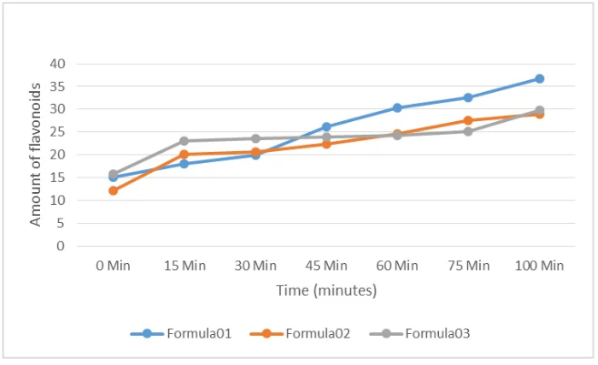 40
35
30
25
20
15
10
5
0
Amount of flavonoids
0 Min 15 Min 30 Min 45 Min 60 Min 75 Min 100 Min
Time (minutes)
Formula01 Formula02 Formula03